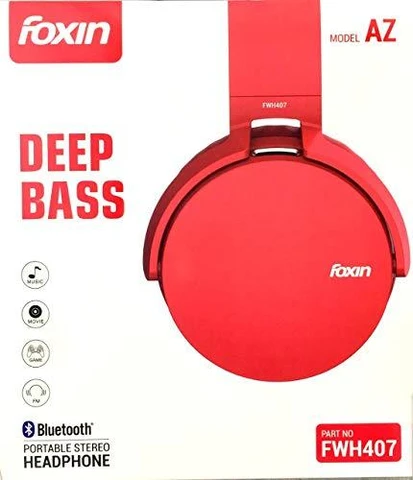 foxin
MODEL AZ
FWH407
DEEP
BASS
MUSIC
MOVIE
GAME
FM
foxin
Bluetooth®
PORTABLE STEREO
HEADPHONE
PART NO
FWH407